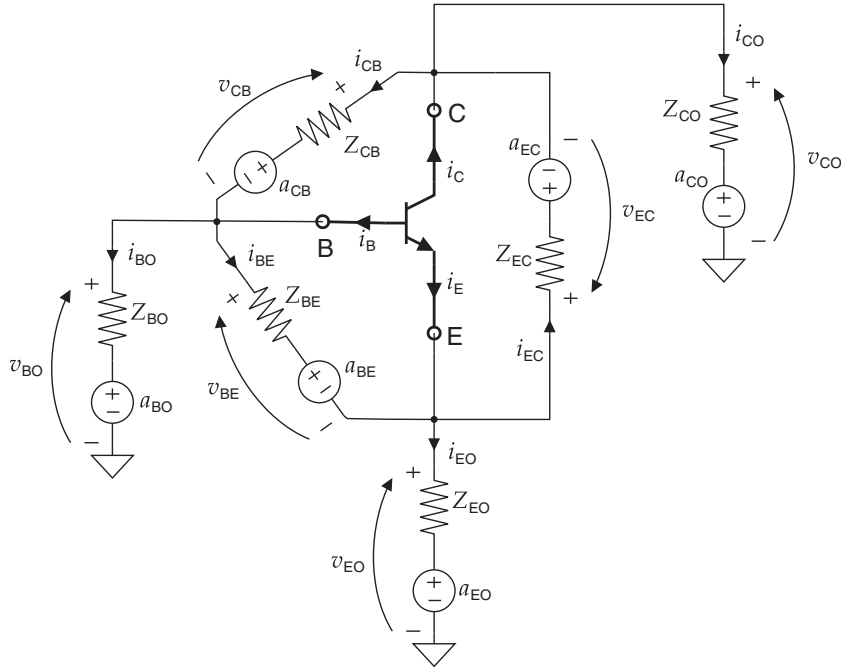 i_CO
i_CB
v_CB
+
+
C
Z_CO
Z_CB
a_EC
−
−
+
v_CO
− +
a_CB
−
i_C
−
+
a_CO
+
−
v_EC
B
i_B
i_BO
i_BE
Z_EC
−
+
Z_BO
+
Z_BE
i_E
+
E
v_BO
i_EC
a_BE
+
−
v_BE
+
−
a_BO
−
−
i_EO
+
Z_EO
v_EO
+
−
a_EO
−